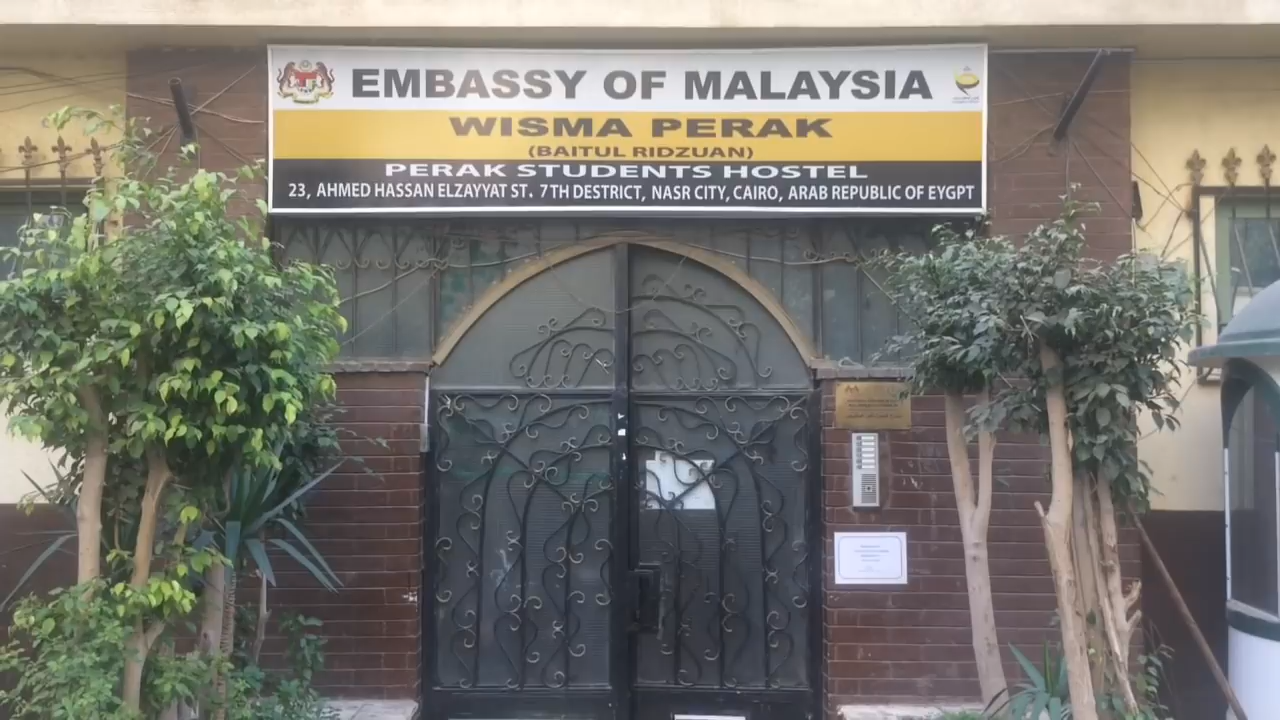 EMBASSY OF MALAYSIA
WISMA PERAK
(BAITUL RIDZUAN)
PERAK STUDENTS HOSTEL
23, AHMED HASSAN ELZAYYAT ST. 7TH DESTRICT, NASR CITY, CAIRO, ARAB REPUBLIC OF EYGPT